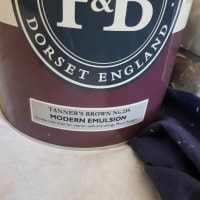 F&B
DORSET ENGLAND
TANNER'S BROWN No.255
MODERN EMULSION